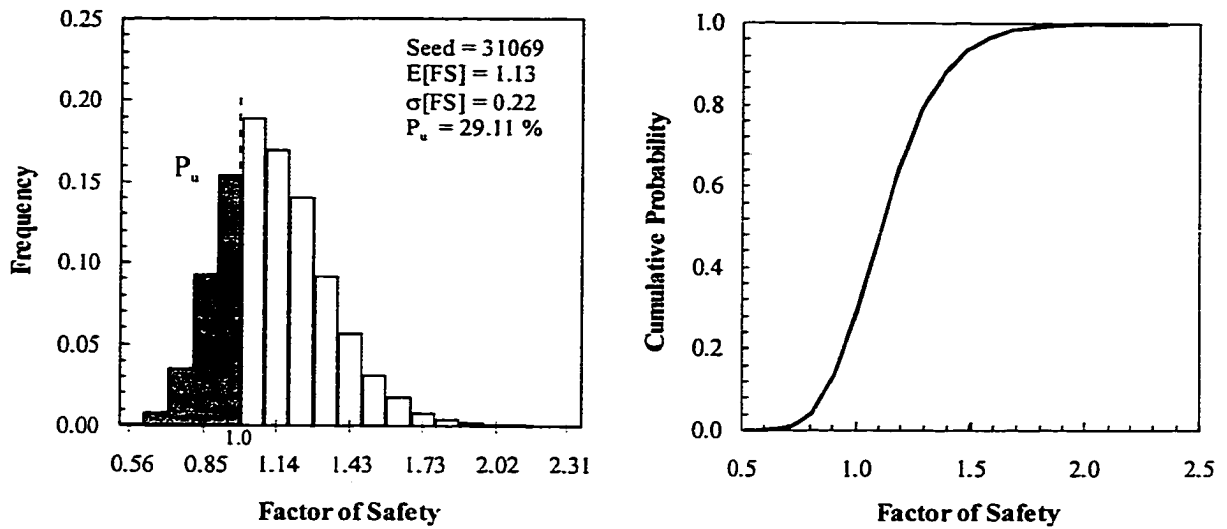 0.25
0.20
0.15
0.10
0.05
0.00
Frequency
Seed = 31069
E[FS] = 1.13
σ[FS] = 0.22
Pᵤ = 29.11 %
Pᵤ
1.0
0.56 0.85 1.14 1.43 1.73 2.02 2.31
Factor of Safety
1.0
0.8
0.6
0.4
0.2
0.0
Cumulative Probability
0.5 1.0 1.5 2.0 2.5
Factor of Safety